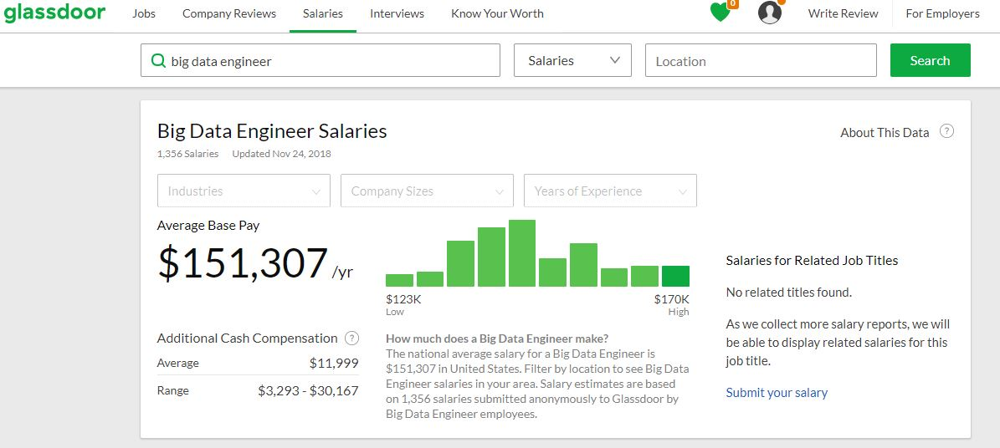 glassdoor Jobs Company Reviews Salaries Interviews Know Your Worth 0 Write Review For Employers
big data engineer Salaries Location Search
Big Data Engineer Salaries
About This Data ?
1,356 Salaries Updated Nov 24, 2018
Industries Company Sizes Years of Experience
Average Base Pay
$151,307 /yr
$123K $170K
Low High
Additional Cash Compensation ?
Average $11,999
Range $3,293 - $30,167
How much does a Big Data Engineer make?
The national average salary for a Big Data Engineer is
$151,307 in United States. Filter by location to see Big Data
Engineer salaries in your area. Salary estimates are based
on 1,356 salaries submitted anonymously to Glassdoor by
Big Data Engineer employees.
Salaries for Related Job Titles
No related titles found.
As we collect more salary reports, we will
be able to display related salaries for this
job title.
Submit your salary